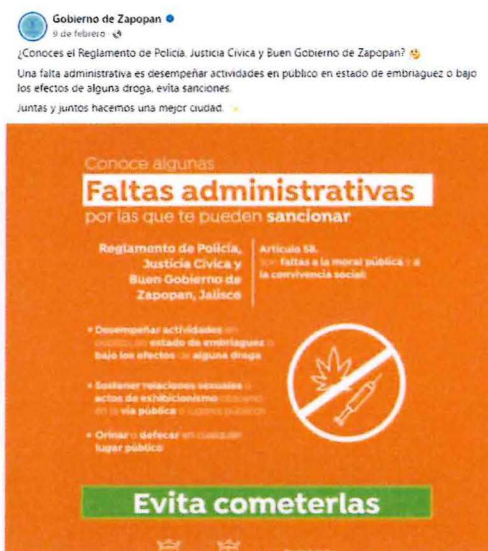 Gobierno de Zapopan
9 de febrero
¿Conoces el Reglamento de Policía, Justicia Cívica y Buen Gobierno de Zapopan?
Una falta administrativa es desempeñar actividades en público en estado de embriaguez o bajo
los efectos de alguna droga, evita sanciones.
Juntas y juntos hacemos una mejor ciudad.
Conoce algunas
Faltas administrativas
por las que te pueden sancionar
Reglamento de Policía,
Justicia Cívica y
Buen Gobierno de
Zapopan, Jalisco
Artículo 58.
son faltas a la moral pública y a
la convivencia social:
• Desempeñar actividades en
público, en estado de embriaguez o
bajo los efectos de alguna droga
• Sostener relaciones sexuales o
actos de exhibicionismo
en la vía pública o lugares públicos
• Orinar o defecar en cualquier
lugar público
Evita cometerlas